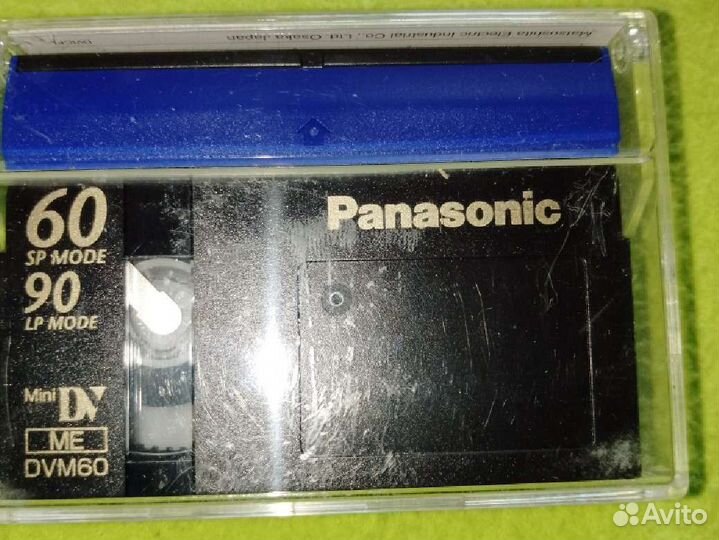 Matsushita Electric Industrial Co., Ltd Osaka Japan
Panasonic
60
SP MODE
90
LP MODE
Mini DV
ME
DVM60
Avito